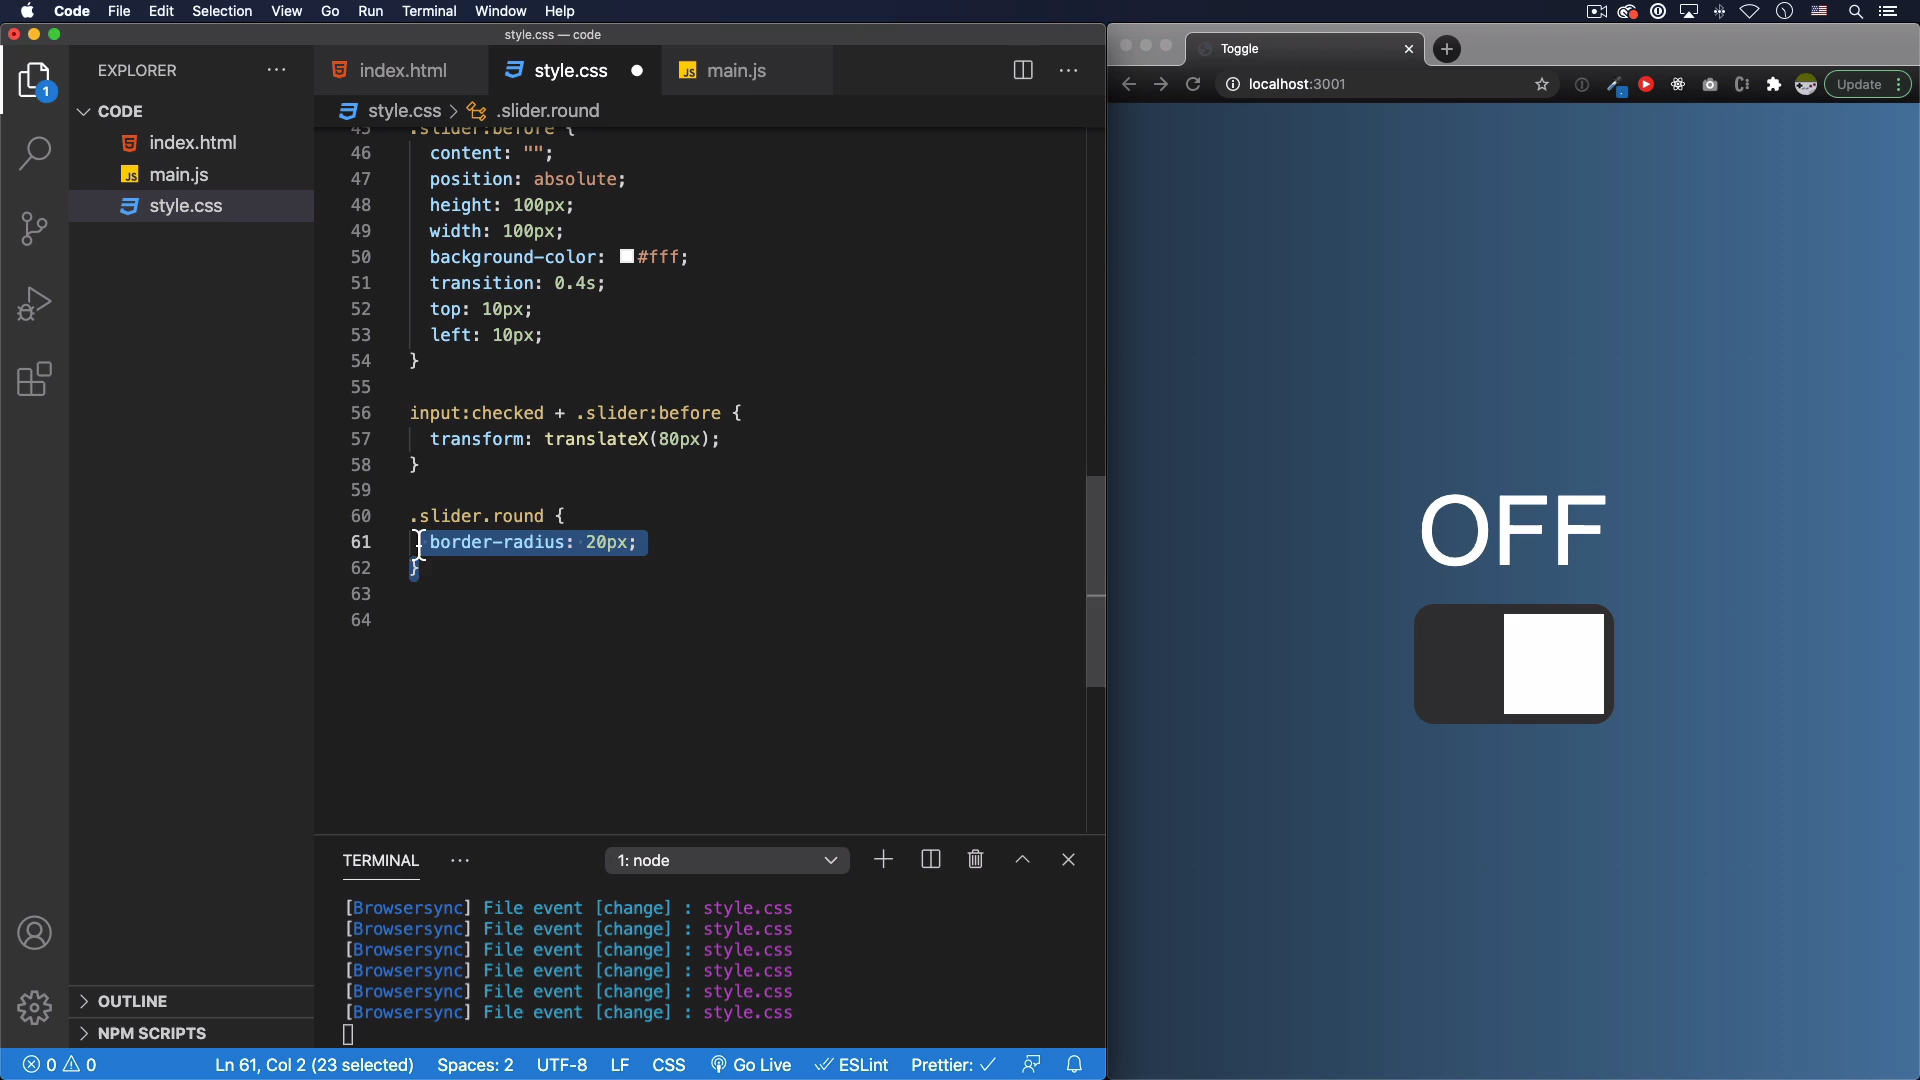 Code File Edit Selection View Go Run Terminal Window Help
style.css — code
EXPLORER
1
CODE
index.html
JS main.js
style.css
OUTLINE
NPM SCRIPTS
index.html
style.css
JS main.js
style.css > .slider.round
45 .slider:before {
46 content: "";
47 position: absolute;
48 height: 100px;
49 width: 100px;
50 background-color: #fff;
51 transition: 0.4s;
52 top: 10px;
53 left: 10px;
54 }
55
56 input:checked + .slider:before {
57 transform: translateX(80px);
58 }
59
60 .slider.round {
61 border-radius: 20px;
62 }
63
64
TERMINAL
1: node
[Browsersync] File event [change] : style.css
[Browsersync] File event [change] : style.css
[Browsersync] File event [change] : style.css
[Browsersync] File event [change] : style.css
[Browsersync] File event [change] : style.css
[Browsersync] File event [change] : style.css
0 0 Ln 61, Col 2 (23 selected) Spaces: 2 UTF-8 LF CSS Go Live ESLint Prettier:
Toggle
localhost:3001
Update
OFF